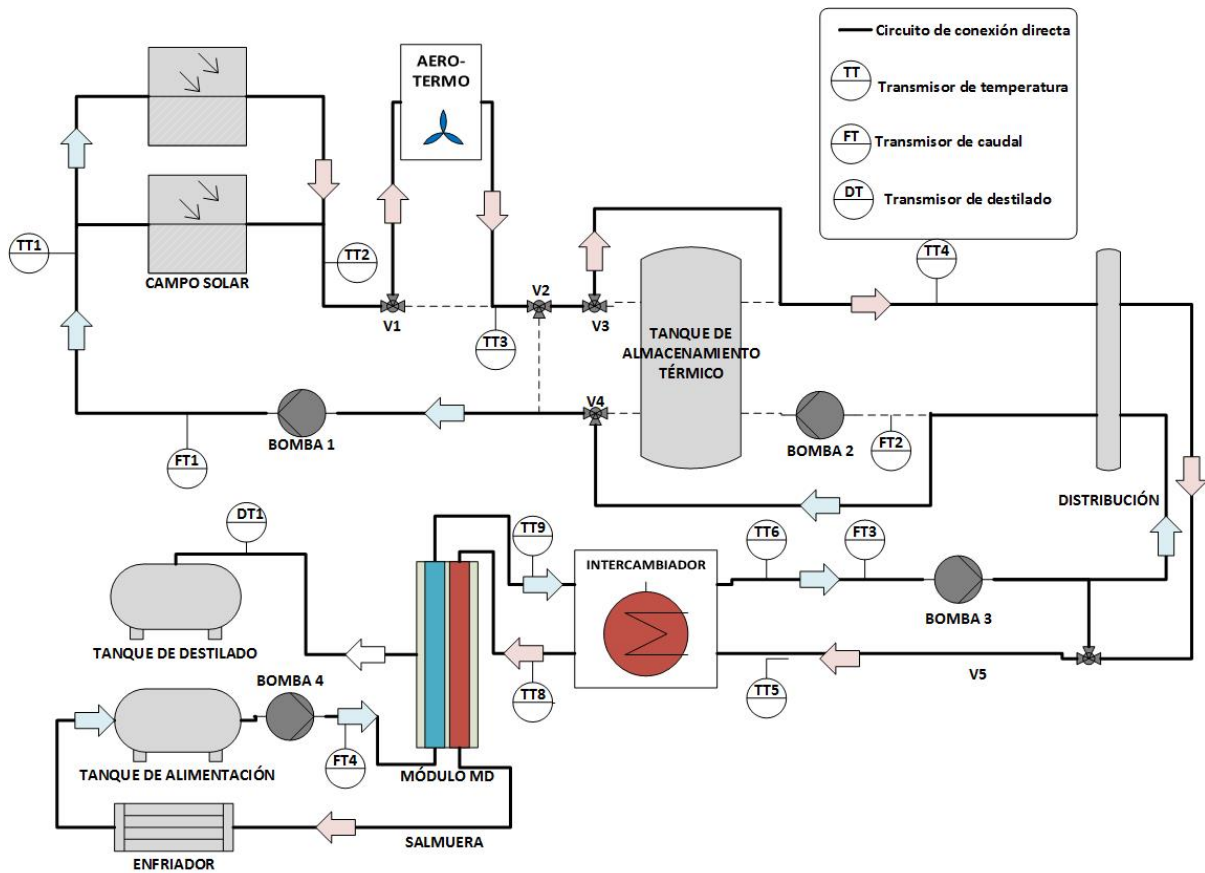 Circuito de conexión directa
TT
Transmisor de temperatura
FT
Transmisor de caudal
DT
Transmisor de destilado
AERO-
TERMO
TT1
TT2
CAMPO SOLAR
V1
V2
V3
TT3
TT4
TANQUE DE
ALMACENAMIENTO
TÉRMICO
V4
BOMBA 1
FT1
BOMBA 2
FT2
DISTRIBUCIÓN
DT1
TT9
TT6
FT3
INTERCAMBIADOR
BOMBA 3
TANQUE DE DESTILADO
BOMBA 4
TT8
TT5
V5
FT4
TANQUE DE ALIMENTACIÓN
MÓDULO MD
SALMUERA
ENFRIADOR